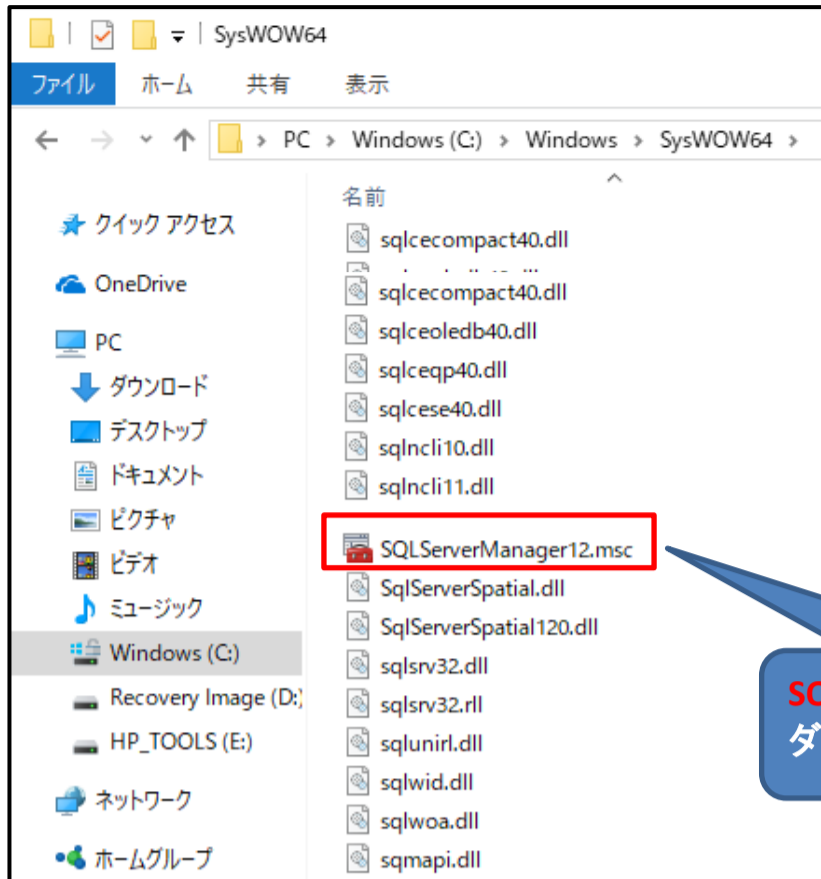 SysWOW64
ファイル ホーム 共有 表示
PC > Windows (C:) > Windows > SysWOW64 >
クイック アクセス
OneDrive
PC
ダウンロード
デスクトップ
ドキュメント
ピクチャ
ビデオ
ミュージック
Windows (C:)
Recovery Image (D:)
HP_TOOLS (E:)
ネットワーク
ホームグループ
名前
sqlcecompact40.dll
sqlcecompact40.dll
sqlceoledb40.dll
sqlceqp40.dll
sqlcese40.dll
sqlncli10.dll
sqlncli11.dll
SQLServerManager12.msc
SqlServerSpatial.dll
SqlServerSpatial120.dll
sqlsrv32.dll
sqlsrv32.rll
sqlunirl.dll
sqlwid.dll
sqlwoa.dll
sqmapi.dll